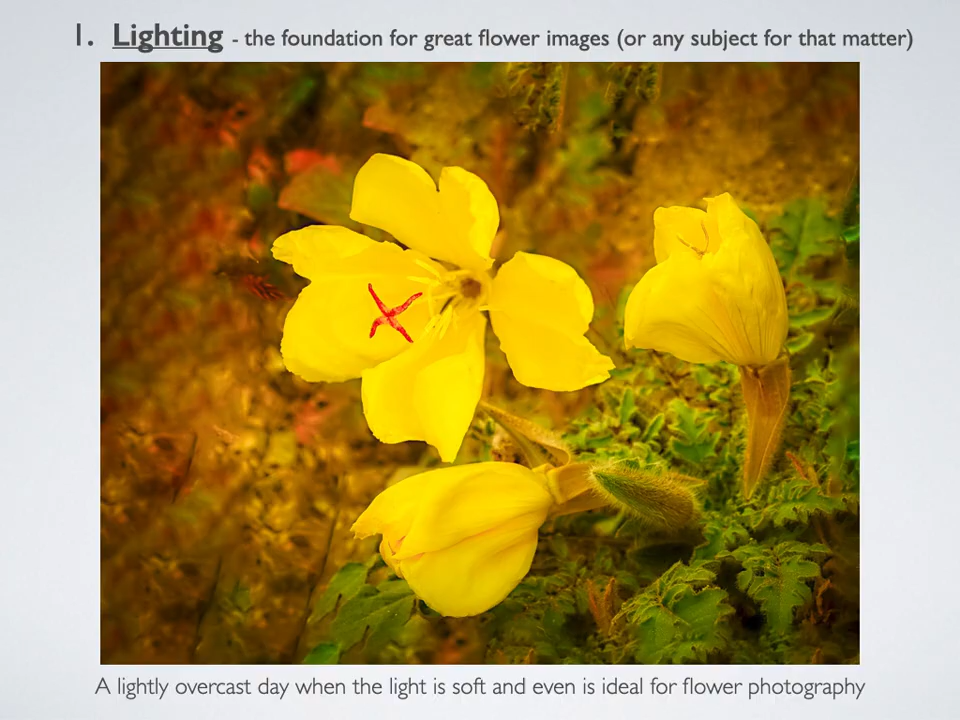 1. Lighting - the foundation for great flower images (or any subject for that matter)
A lightly overcast day when the light is soft and even is ideal for flower photography